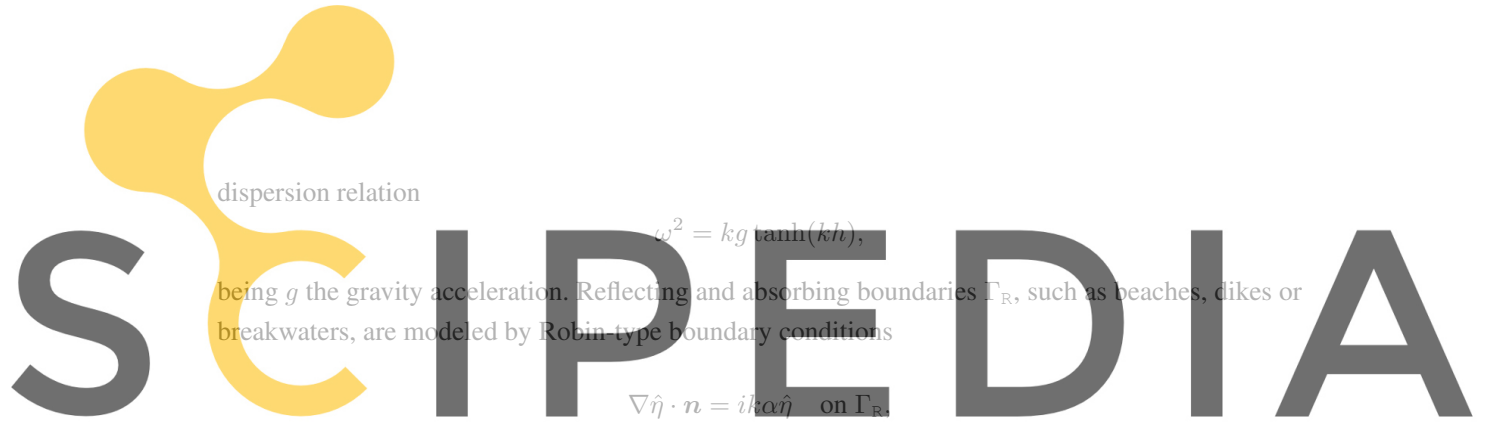 dispersion relation
ω² = kg tanh(kh),
being g the gravity acceleration. Reflecting and absorbing boundaries Γ_R, such as beaches, dikes or
breakwaters, are modeled by Robin-type boundary conditions
∇η̂ · n = ikαη̂ on Γ_R,
SCIPEDIA